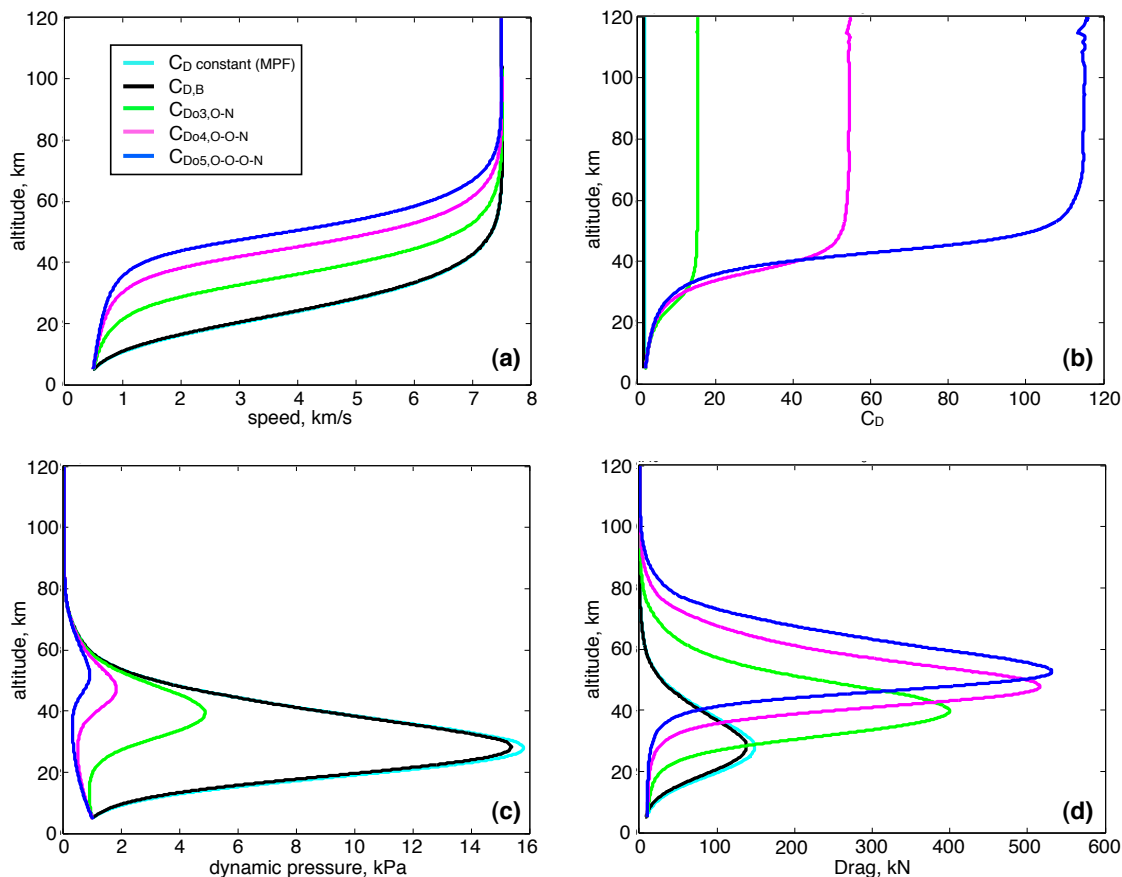 120
100
80
60
40
20
0
altitude, km
C_D constant (MPF)
C_D,B
C_Do3,O-N
C_Do4,O-O-N
C_Do5,O-O-O-N
(a)
0 1 2 3 4 5 6 7 8
speed, km/s
120
100
80
60
40
20
0
altitude, km
(b)
0 20 40 60 80 100 120
C_D
120
100
80
60
40
20
0
altitude, km
(c)
0 2 4 6 8 10 12 14 16
dynamic pressure, kPa
120
100
80
60
40
20
0
altitude, km
(d)
0 100 200 300 400 500 600
Drag, kN